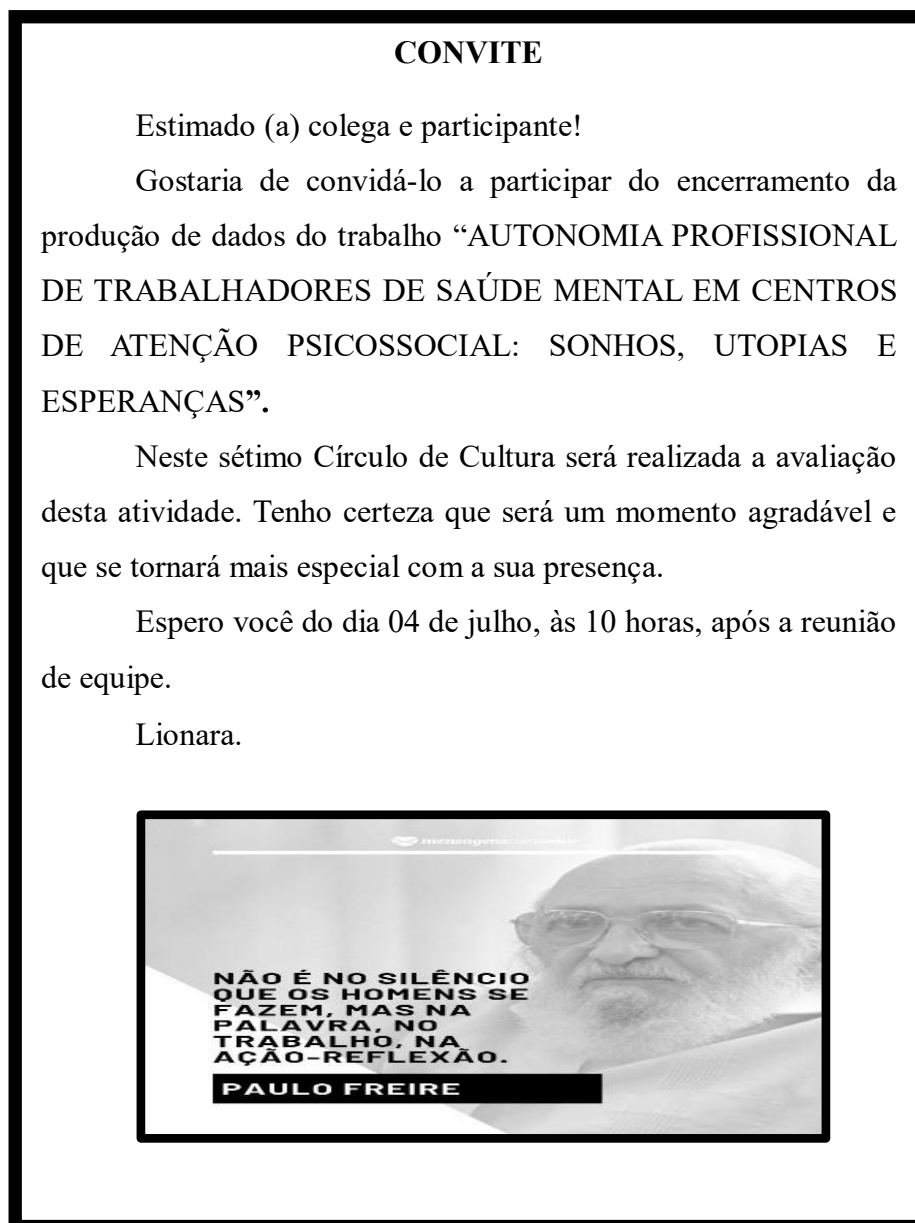 CONVITE
Estimado (a) colega e participante!
Gostaria de convidá-lo a participar do encerramento da
produção de dados do trabalho “AUTONOMIA PROFISSIONAL
DE TRABALHADORES DE SAÚDE MENTAL EM CENTROS
DE ATENÇÃO PSICOSSOCIAL: SONHOS, UTOPIAS E
ESPERANÇAS”.
Neste sétimo Círculo de Cultura será realizada a avaliação
desta atividade. Tenho certeza que será um momento agradável e
que se tornará mais especial com a sua presença.
Espero você do dia 04 de julho, às 10 horas, após a reunião
de equipe.
Lionara.
mensagens
NÃO É NO SILÊNCIO
QUE OS HOMENS SE
FAZEM, MAS NA
PALAVRA, NO
TRABALHO, NA
AÇÃO-REFLEXÃO.
PAULO FREIRE